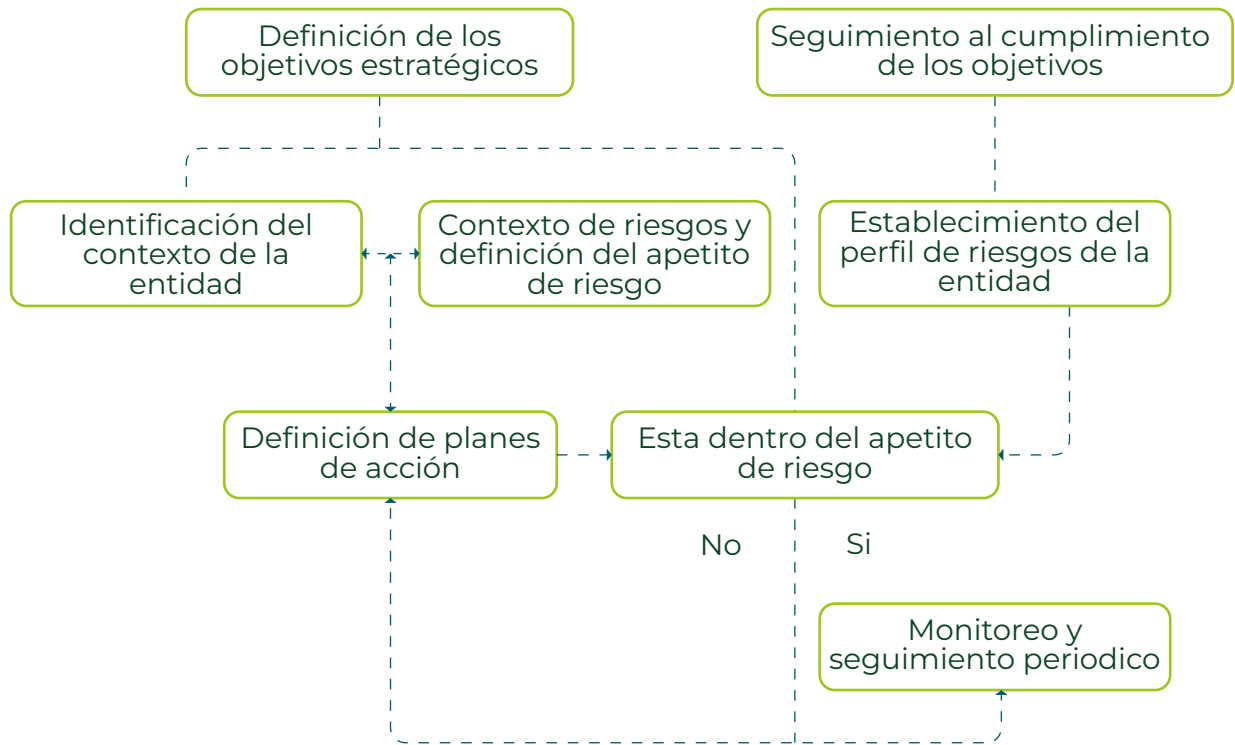 Definición de los
objetivos estratégicos
Seguimiento al cumplimiento
de los objetivos
Identificación del
contexto de la
entidad
Contexto de riesgos y
definición del apetito
de riesgo
Establecimiento del
perfil de riesgos de la
entidad
Definición de planes
de acción
Esta dentro del apetito
de riesgo
No
Si
Monitoreo y
seguimiento periodico